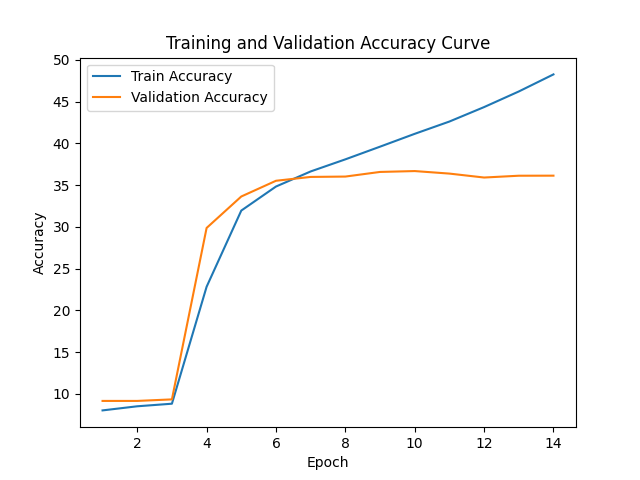 Training and Validation Accuracy Curve
Train Accuracy
Validation Accuracy
50
45
40
35
30
25
20
15
10
Accuracy
2 4 6 8 10 12 14
Epoch